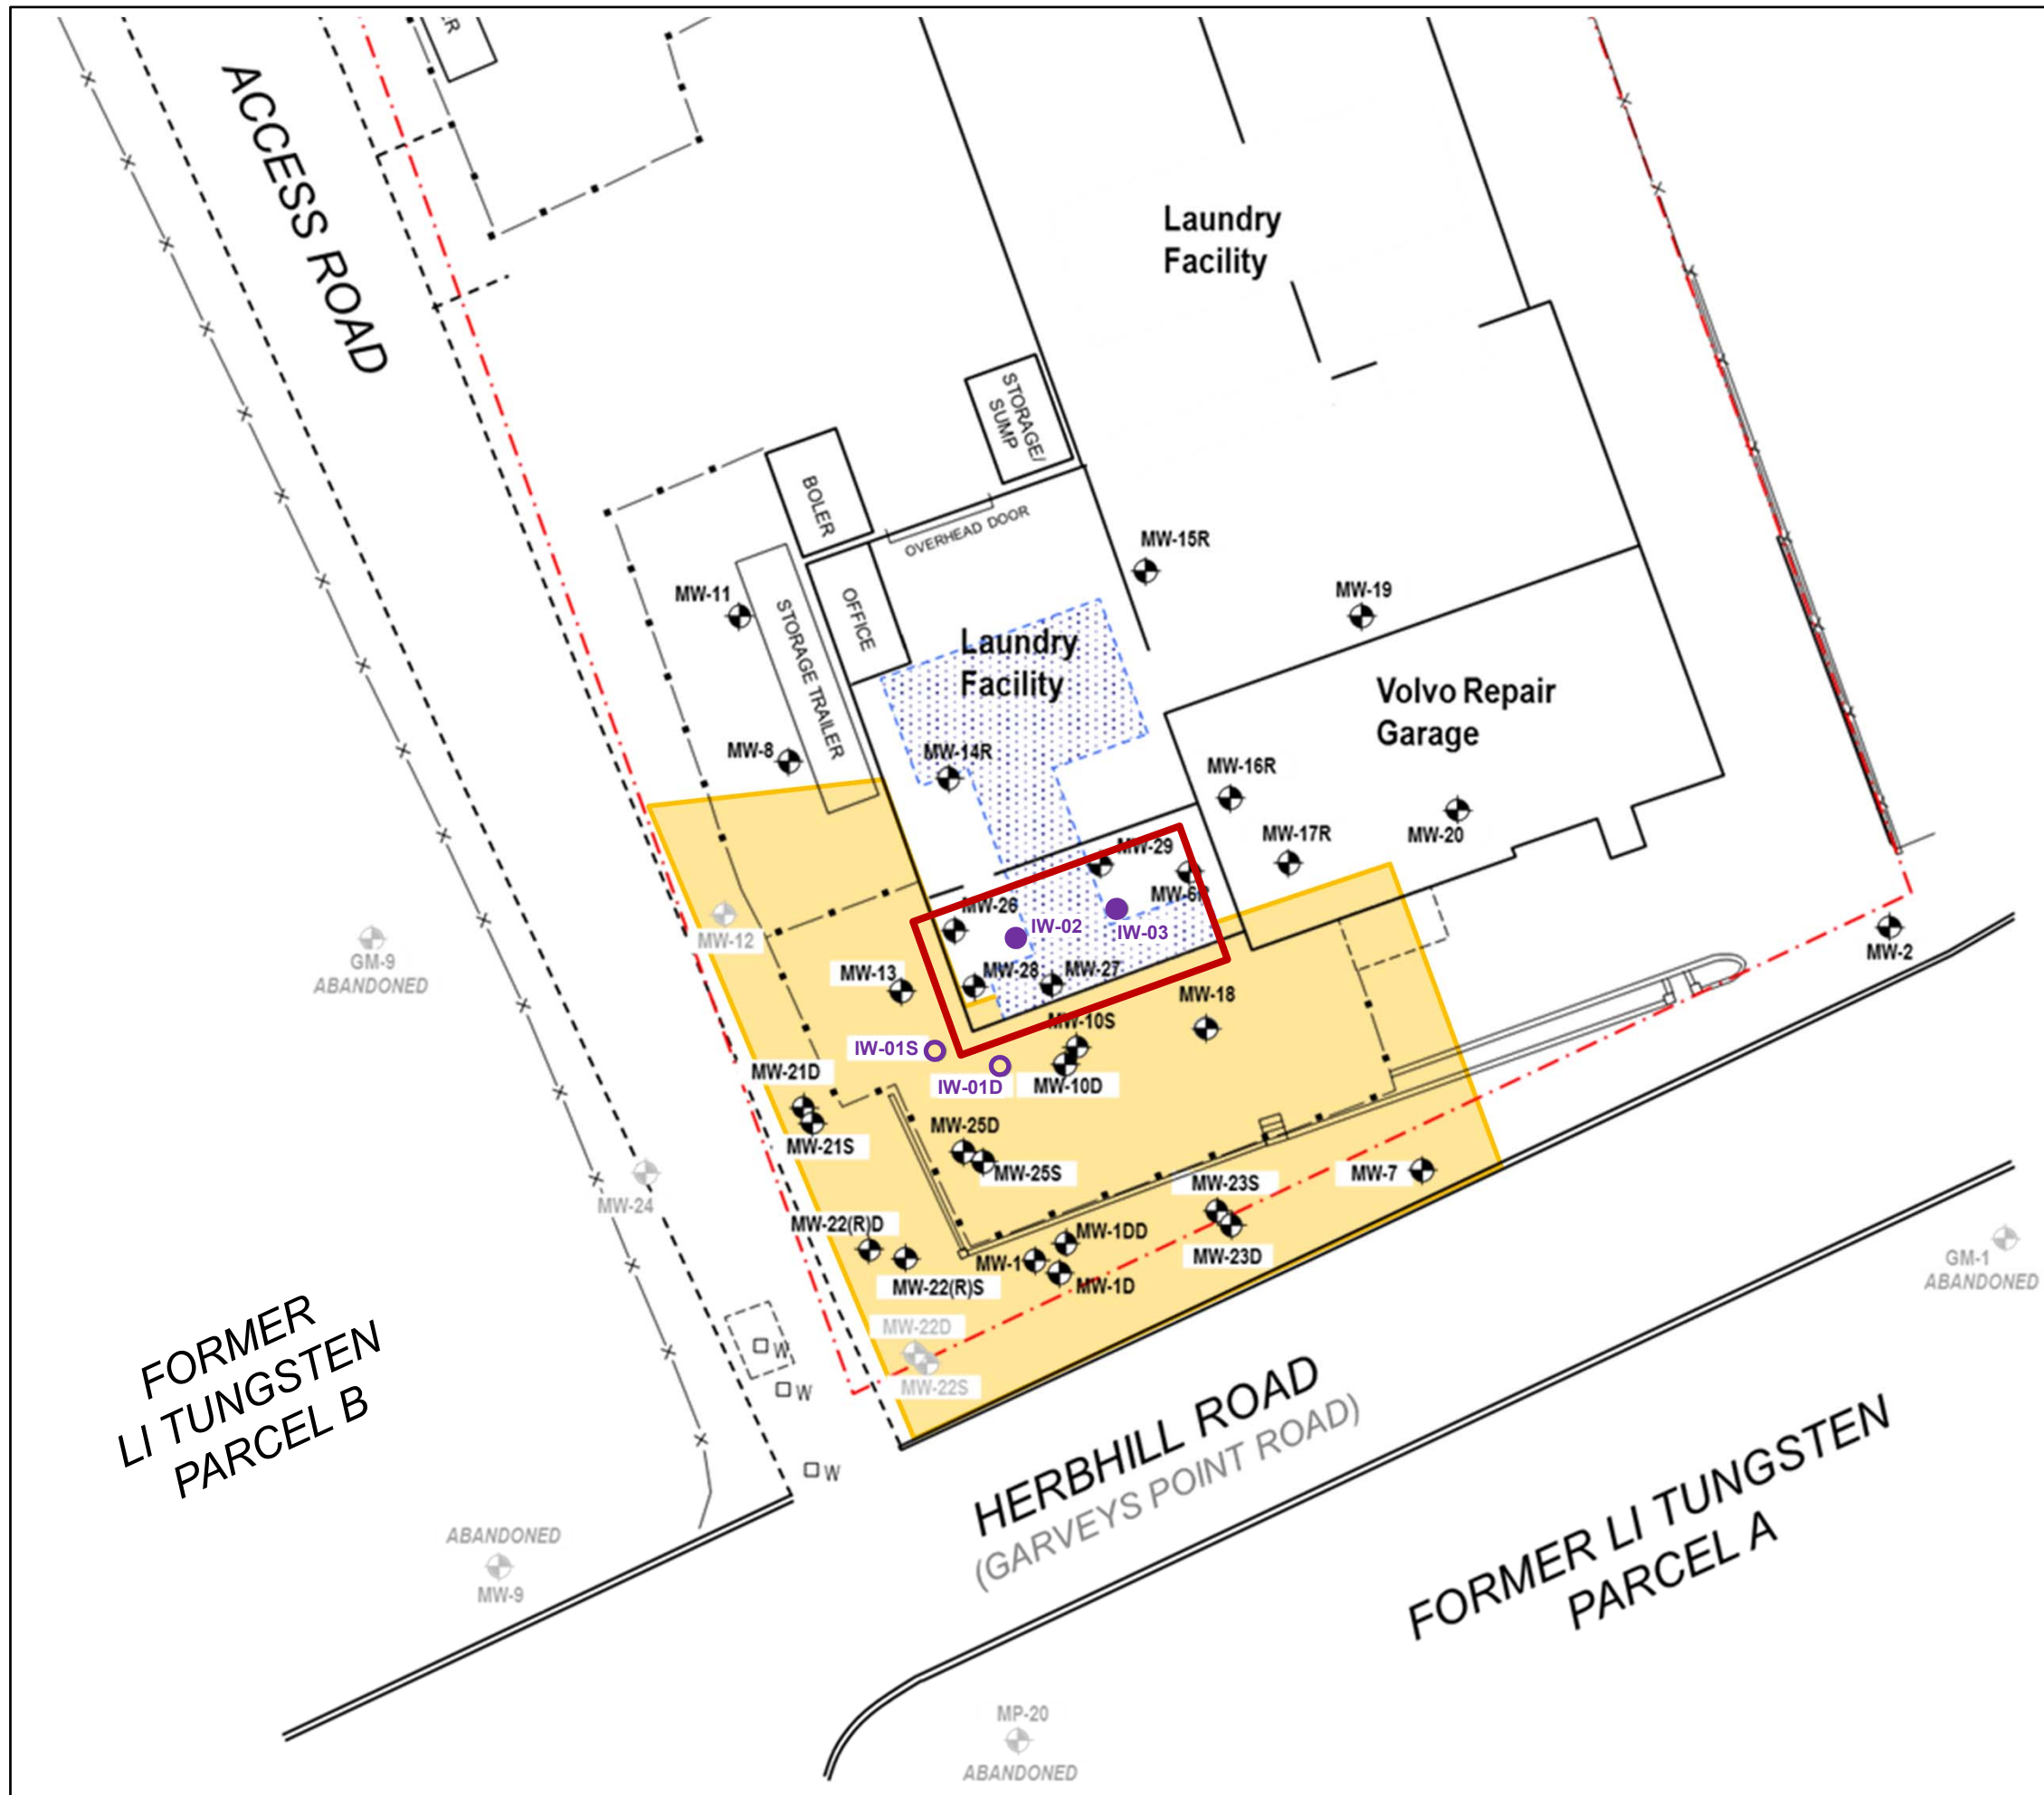 R
ACCESS ROAD
Laundry
Facility
STORAGE/
SUMP
BOLER
OVERHEAD DOOR
OFFICE
STORAGE TRAILER
MW-15R
MW-11
MW-19
Laundry
Facility
Volvo Repair
Garage
MW-8
MW-14R
MW-16R
MW-17R
MW-20
MW-29
MW-26
IW-02
IW-03
MW-12
GM-9
ABANDONED
MW-13
MW-28
MW-27
MW-2
MW-18
MW-10S
IW-01S
IW-01D
MW-10D
MW-21D
MW-21S
MW-25D
MW-25S
MW-24
MW-7
MW-23S
MW-23D
MW-22(R)D
MW-22(R)S
MW-1DD
MW-1
MW-1D
GM-1
ABANDONED
MW-22D
MW-22S
W
W
W
FORMER
LI TUNGSTEN
PARCEL B
HERBHILL ROAD
(GARVEYS POINT ROAD)
FORMER LI TUNGSTEN
PARCEL A
ABANDONED
MW-9
MP-20
ABANDONED